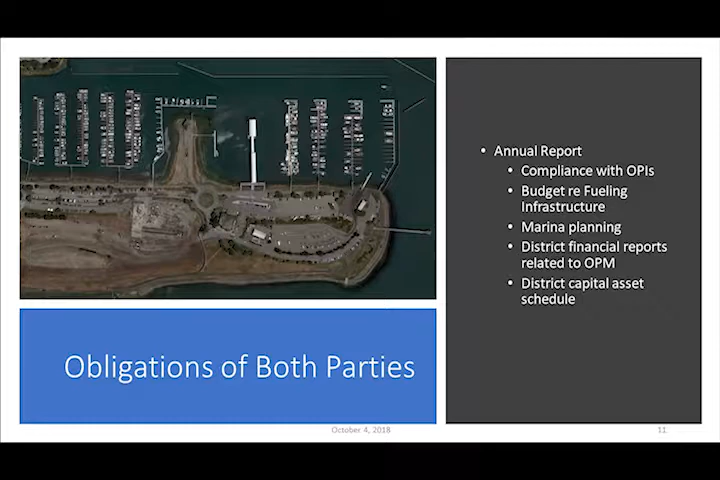 Obligations of Both Parties
• Annual Report
• Compliance with OPIs
• Budget re Fueling
Infrastructure
• Marina planning
• District financial reports
related to OPM
• District capital asset
schedule
October 4, 2018
11